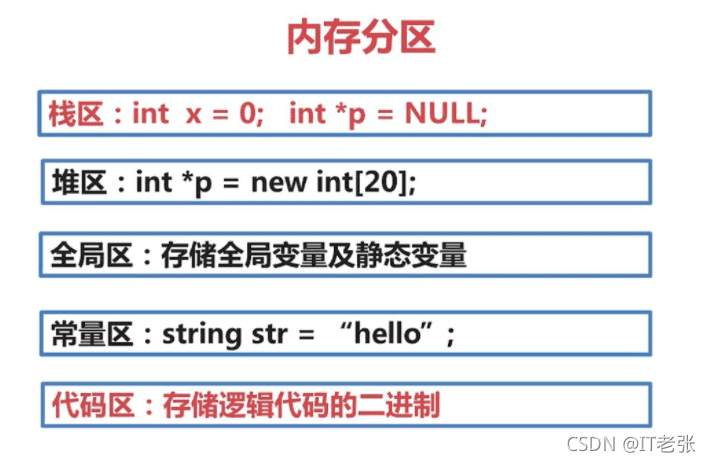 内存分区
栈区：int x = 0; int *p = NULL;
堆区：int *p = new int[20];
全局区：存储全局变量及静态变量
常量区：string str = “hello”;
代码区：存储逻辑代码的二进制
CSDN @IT老张